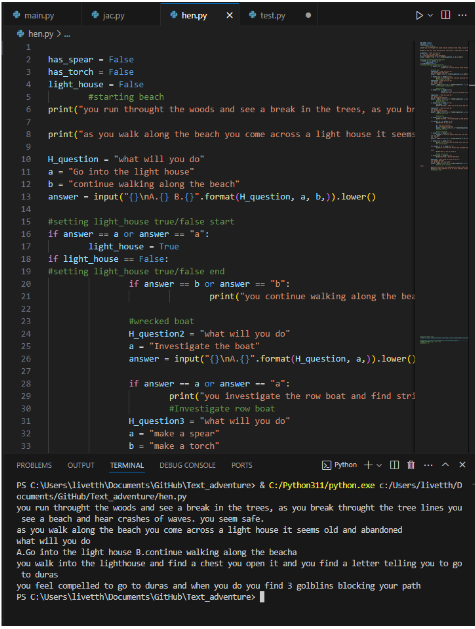 main.py jac.py hen.py test.py
hen.py > ...
1
2 has_spear = False
3 has_torch = False
4 light_house = False
5 #starting beach
6 print("you run throught the woods and see a break in the trees, as you br
7
8 print("as you walk along the beach you come across a light house it seems
9
10 H_question = "what will you do"
11 a = "Go into the light house"
12 b = "continue walking along the beach"
13 answer = input("{}\nA.{} B.{}".format(H_question, a, b,)).lower()
14
15 #setting light_house true/false start
16 if answer == a or answer == "a":
17 light_house = True
18 if light_house == False:
19 #setting light_house true/false end
20 if answer == b or answer == "b":
21 print("you continue walking along the bea
22
23 #wrecked boat
24 H_question2 = "what will you do"
25 a = "Investigate the boat"
26 answer = input("{}\nA.{}".format(H_question, a,)).lower()
27
28 if answer == a or answer == "a":
29 print("you investigate the row boat and find stri
30 #Investigate row boat
31 H_question3 = "what will you do"
32 a = "make a spear"
33 b = "make a torch"
PROBLEMS OUTPUT TERMINAL DEBUG CONSOLE PORTS Python
PS C:\Users\livetth\Documents\GitHub\Text_adventure> & C:/Python311/python.exe c:/Users/livetth/D
ocuments/GitHub/Text_adventure/hen.py
you run throught the woods and see a break in the trees, as you break throught the tree lines you
see a beach and hear crashes of waves. you seem safe.
as you walk along the beach you come across a light house it seems old and abandoned
what will you do
A.Go into the light house B.continue walking along the beacha
you walk into the lighthouse and find a chest you open it and you find a letter telling you to go
to duras
you feel compelled to go to duras and when you do you find 3 golblins blocking your path
PS C:\Users\livetth\Documents\GitHub\Text_adventure>